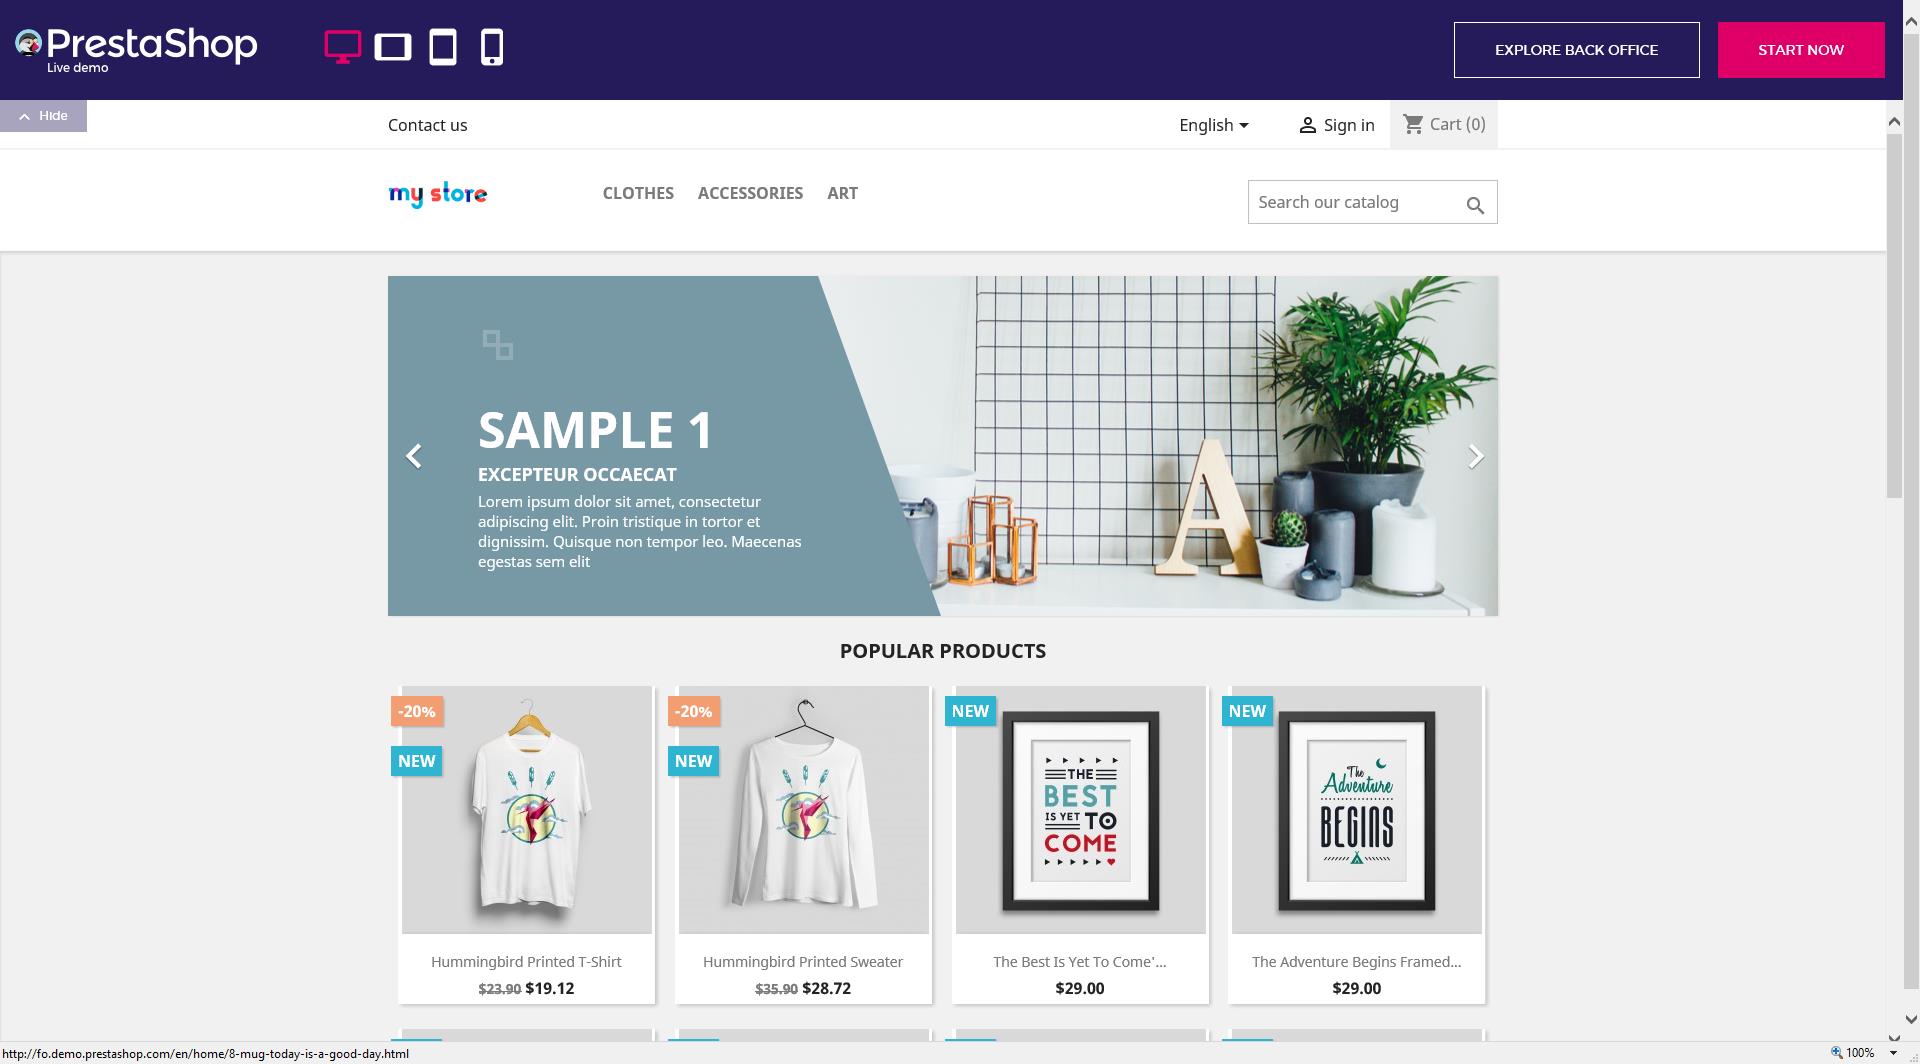 PrestaShop
Live demo
EXPLORE BACK OFFICE
START NOW
Hide
Contact us
English
Sign in
Cart (0)
my store
CLOTHES
ACCESSORIES
ART
Search our catalog
SAMPLE 1
EXCEPTEUR OCCAECAT
Lorem ipsum dolor sit amet, consectetur
adipiscing elit. Proin tristique in tortor et
dignissim. Quisque non tempor leo. Maecenas
egestas sem elit
A
POPULAR PRODUCTS
-20%
NEW
Hummingbird Printed T-Shirt
$23.90 $19.12
-20%
NEW
Hummingbird Printed Sweater
$35.90 $28.72
NEW
THE
BEST
IS YET TO
COME
The Best Is Yet To Come'...
$29.00
NEW
The
Adventure
BEGINS
The Adventure Begins Framed...
$29.00
http://fo.demo.prestashop.com/en/home/8-mug-today-is-a-good-day.html
100%